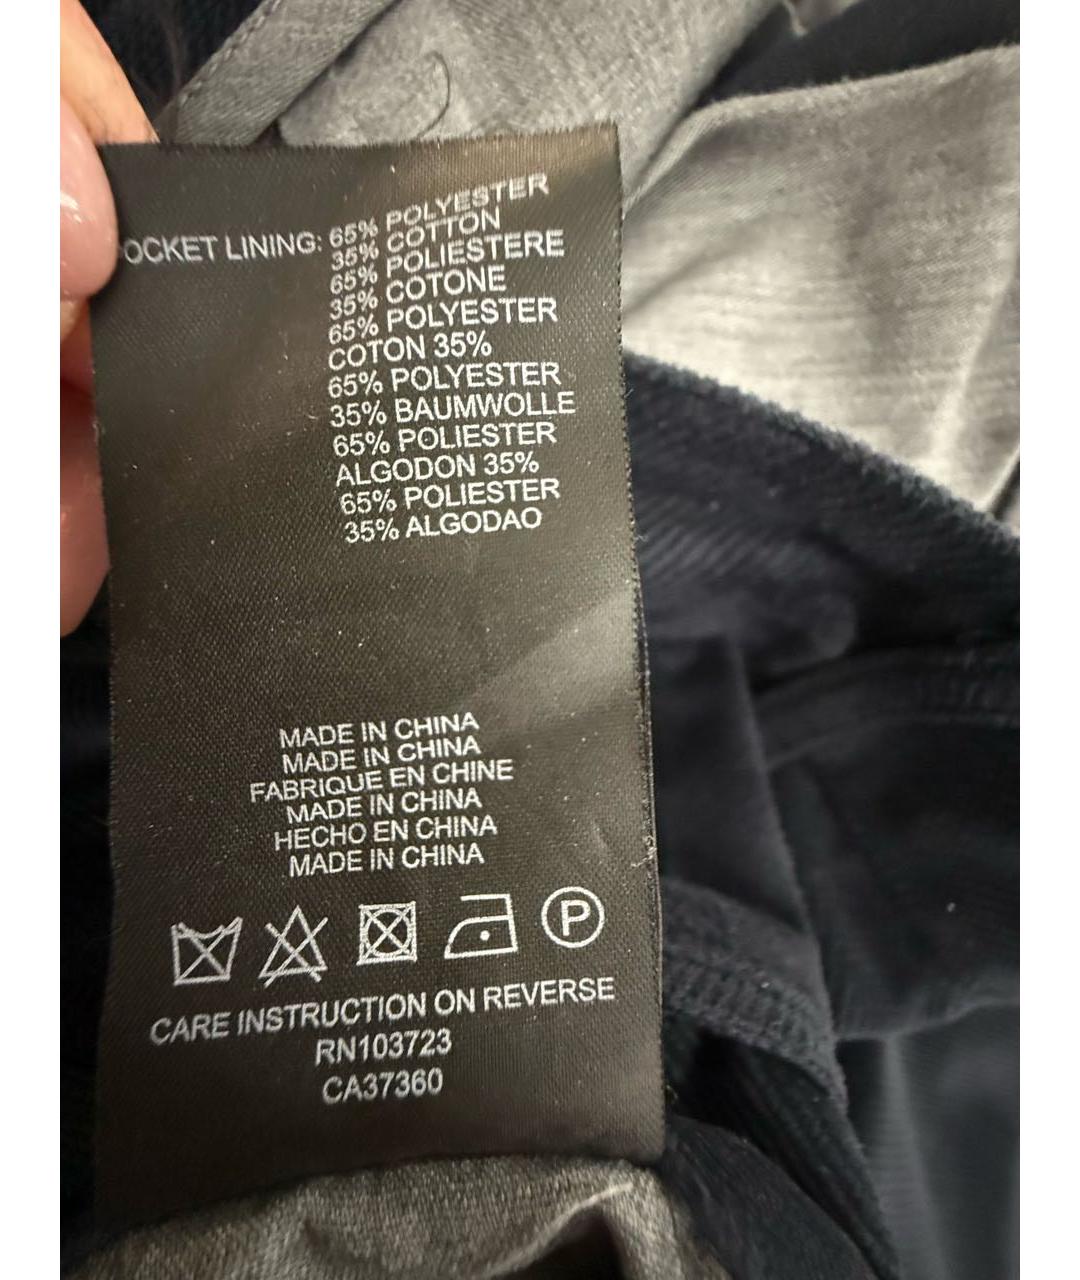 POCKET LINING: 65% POLYESTER
35% COTTON
65% POLIESTERE
35% COTONE
65% POLYESTER
COTON 35%
65% POLYESTER
35% BAUMWOLLE
65% POLIESTER
ALGODON 35%
65% POLIESTER
35% ALGODAO
MADE IN CHINA
MADE IN CHINA
FABRIQUE EN CHINE
MADE IN CHINA
HECHO EN CHINA
MADE IN CHINA
P
CARE INSTRUCTION ON REVERSE
RN103723
CA37360